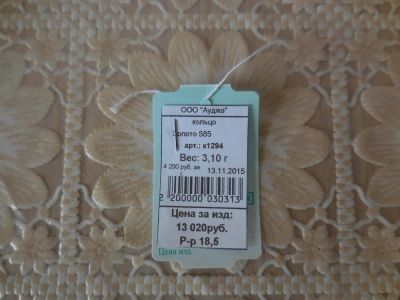 ООО "Ауджа"
кольцо
Золото 585
арт.: к1294
Вес: 3,10 г
4 200 руб. за
13.11.2015
2 200000 030313
Цена за изд:
13 020руб.
Р-р 18,5
Цена изд.